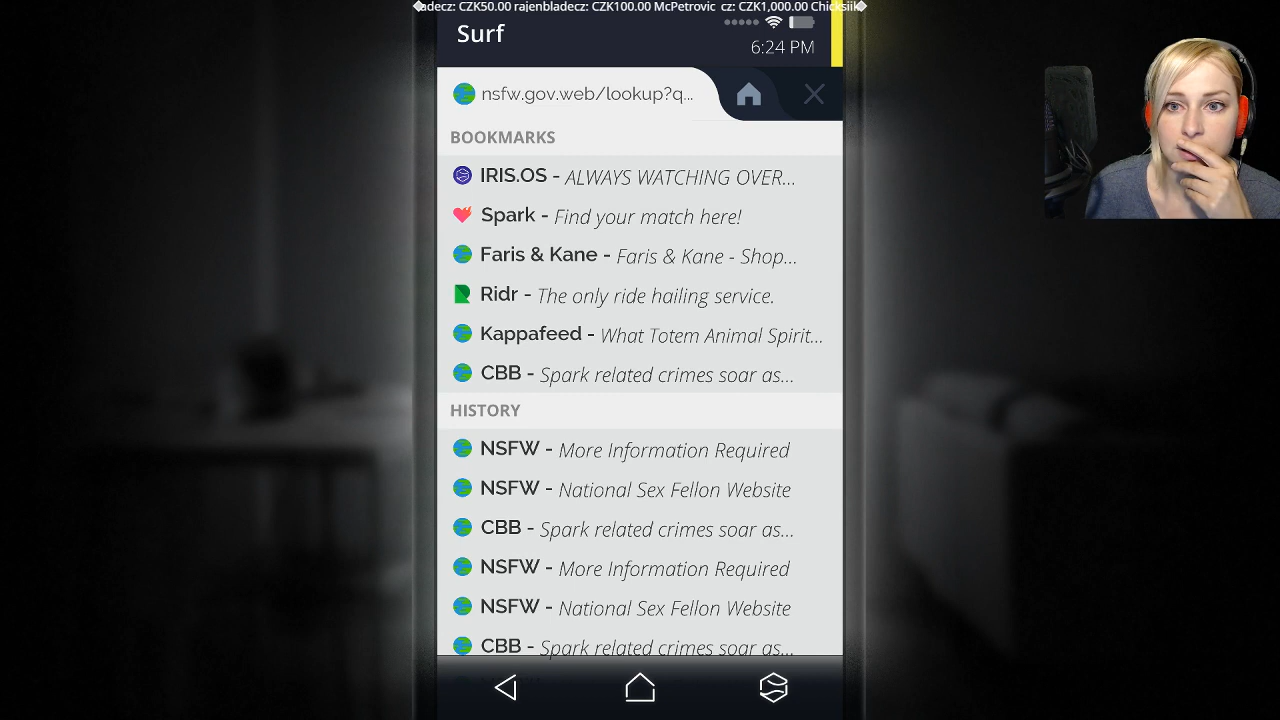 adecz: CZK50.00 rajenbladecz: CZK100.00 McPetrovic_cz: CZK1,000.00 Chicksiik
Surf
6:24 PM
nsfw.gov.web/lookup?q...
BOOKMARKS
IRIS.OS - ALWAYS WATCHING OVER...
Spark - Find your match here!
Faris & Kane - Faris & Kane - Shop...
Ridr - The only ride hailing service.
Kappafeed - What Totem Animal Spirit...
CBB - Spark related crimes soar as...
HISTORY
NSFW - More Information Required
NSFW - National Sex Fellon Website
CBB - Spark related crimes soar as...
NSFW - More Information Required
NSFW - National Sex Fellon Website
CBB - Spark related crimes soar as...